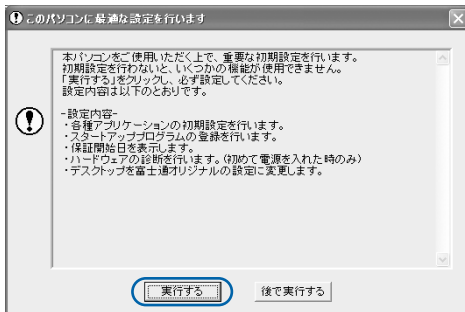 このパソコンに最適な設定を行います
本パソコンをご使用いただく上で、重要な初期設定を行います。
初期設定を行わないと、いくつかの機能が使用できません。
「実行する」をクリックし、必ず設定してください。
設定内容は以下のとおりです。
-設定内容-
・各種アプリケーションの初期設定を行います。
・スタートアッププログラムの登録を行います。
・保証開始日を表示します。
・ハードウェアの診断を行います。(初めて電源を入れた時のみ)
・デスクトップを富士通オリジナルの設定に変更します。
実行する 後で実行する